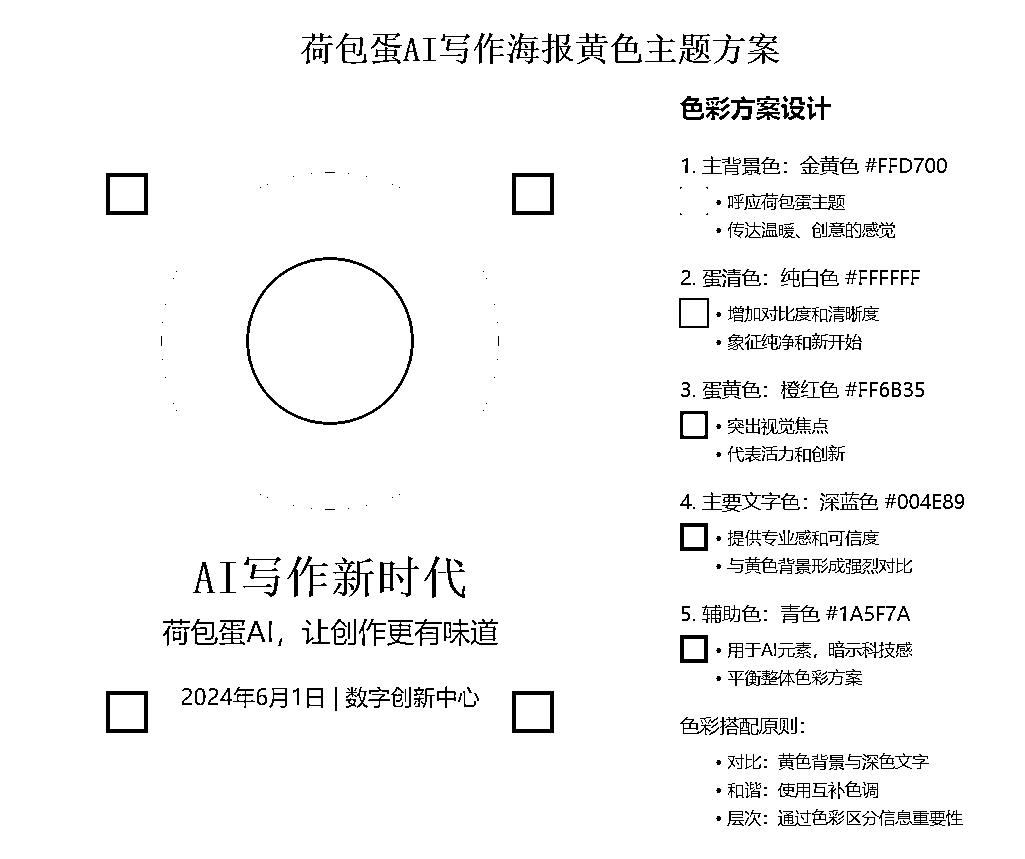 荷包蛋AI写作海报黄色主题方案
AI写作新时代
荷包蛋AI，让创作更有味道
2024年6月1日 | 数字创新中心
色彩方案设计
1. 主背景色：金黄色 #FFD700
• 呼应荷包蛋主题
• 传达温暖、创意的感觉
2. 蛋清色：纯白色 #FFFFFF
• 增加对比度和清晰度
• 象征纯净和新开始
3. 蛋黄色：橙红色 #FF6B35
• 突出视觉焦点
• 代表活力和创新
4. 主要文字色：深蓝色 #004E89
• 提供专业感和可信度
• 与黄色背景形成强烈对比
5. 辅助色：青色 #1A5F7A
• 用于AI元素，暗示科技感
• 平衡整体色彩方案
色彩搭配原则：
• 对比：黄色背景与深色文字
• 和谐：使用互补色调
• 层次：通过色彩区分信息重要性